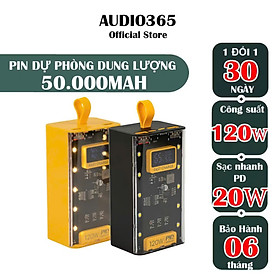 AUDIO365
Official Store
PIN DỰ PHÒNG DUNG LƯỢNG
50.000MAH
1 ĐỔI 1
30
NGÀY
Công suất
120W
Sạc nhanh
PD
20W
Bảo Hành
06
tháng
120W
120W